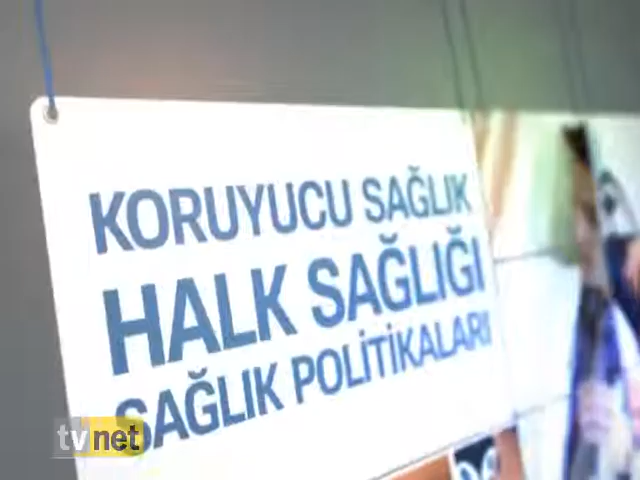 KORUYUCU SAĞLIK
HALK SAĞLIĞI
SAĞLIK POLİTİKALARI
tvnet